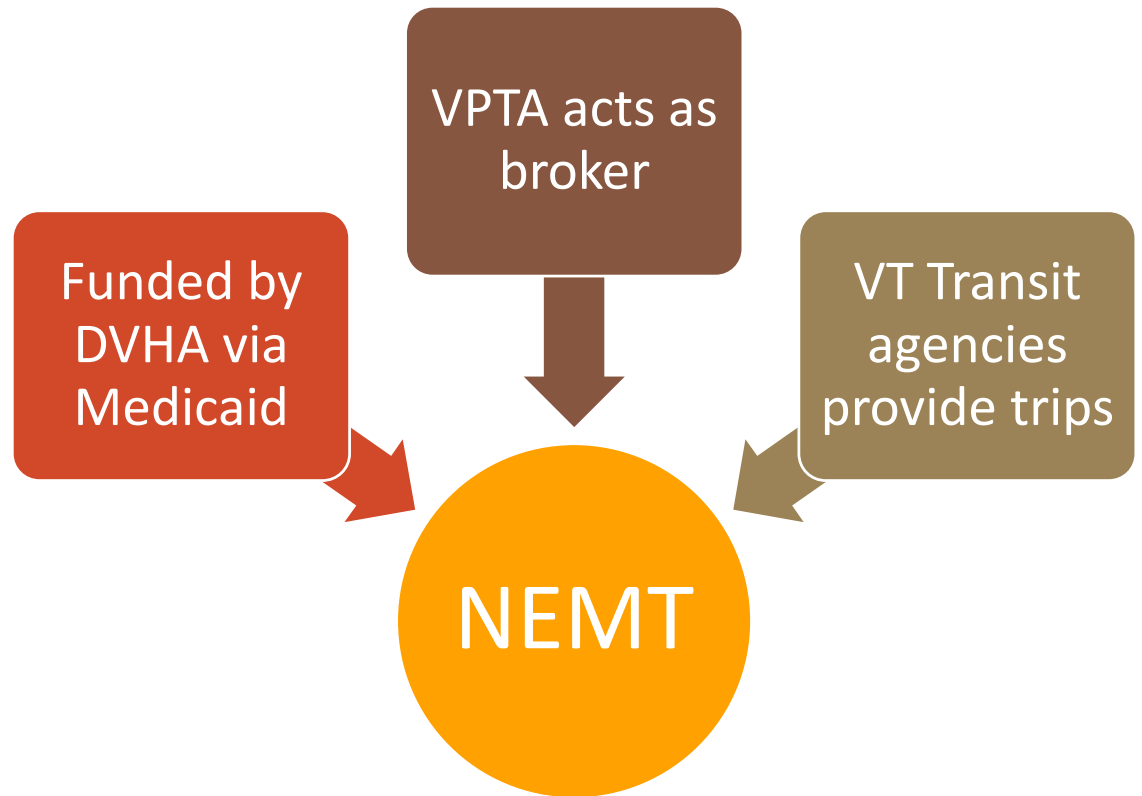 VPTA acts as
broker
Funded by
DVHA via
Medicaid
VT Transit
agencies
provide trips
NEMT